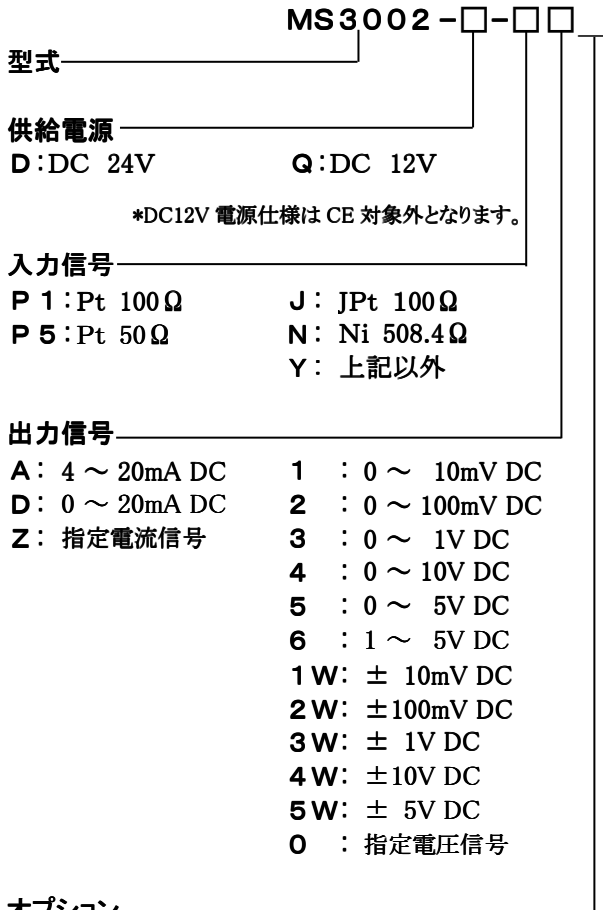 MS3002-□-□□
型式
供給電源
D:DC 24V Q:DC 12V
*DC12V 電源仕様は CE 対象外となります。
入力信号
P1:Pt 100Ω J: JPt 100Ω
P5:Pt 50Ω N: Ni 508.4Ω
Y: 上記以外
出力信号
A: 4 ~ 20mA DC 1 : 0 ~ 10mV DC
D: 0 ~ 20mA DC 2 : 0 ~ 100mV DC
Z: 指定電流信号 3 : 0 ~ 1V DC
4 : 0 ~ 10V DC
5 : 0 ~ 5V DC
6 : 1 ~ 5V DC
1W: ± 10mV DC
2W: ±100mV DC
3W: ± 1V DC
4W: ±10V DC
5W: ± 5V DC
0 : 指定電圧信号
オプション